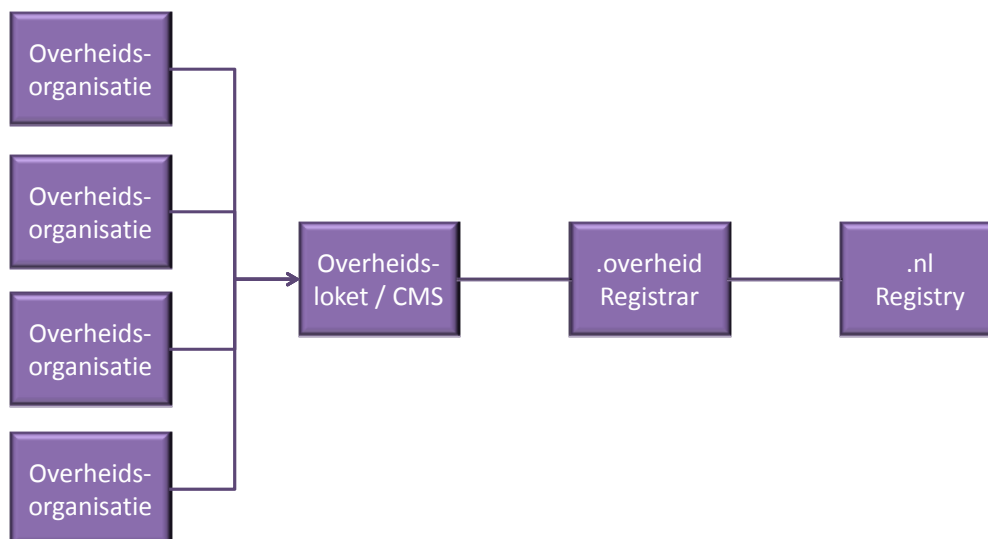 Overheids-
organisatie
Overheids-
organisatie
Overheids-
organisatie
Overheids-
organisatie
Overheids-
loket / CMS
.overheid
Registrar
.nl
Registry